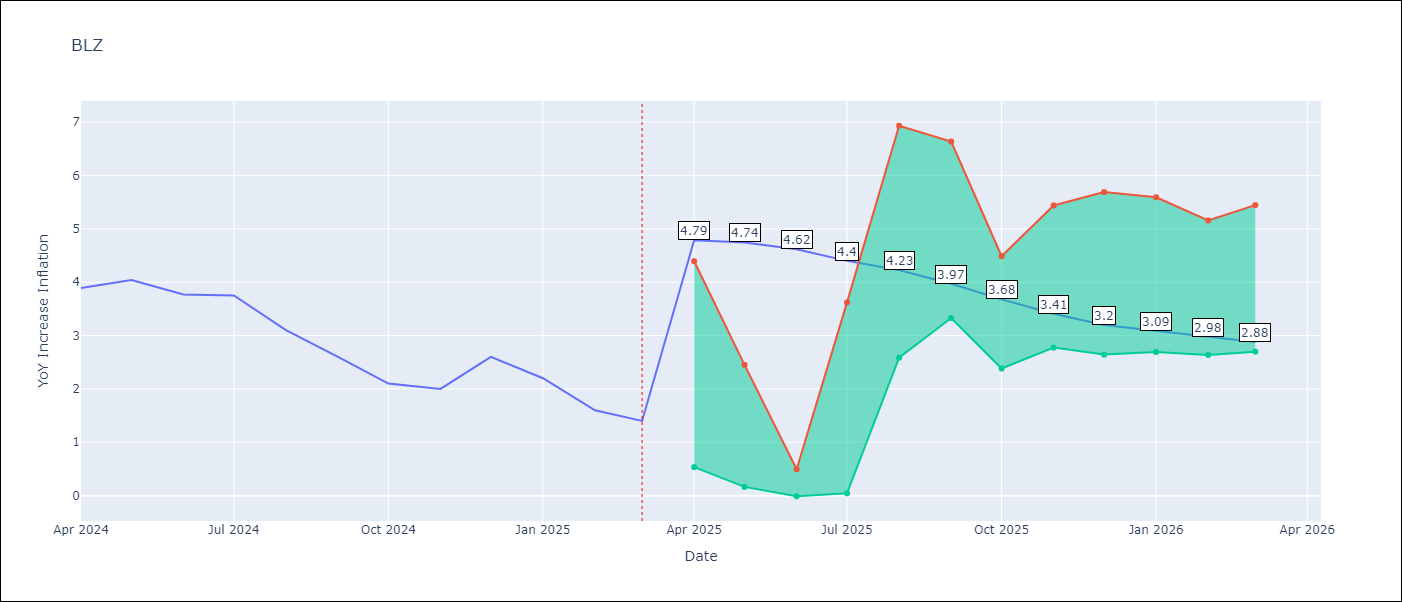 BLZ
YoY Increase Inflation
7
6
5
4
3
2
1
0
4.79
4.74
4.62
4.4
4.23
3.97
3.68
3.41
3.2
3.09
2.98
2.88
Apr 2024
Jul 2024
Oct 2024
Jan 2025
Apr 2025
Jul 2025
Oct 2025
Jan 2026
Apr 2026
Date